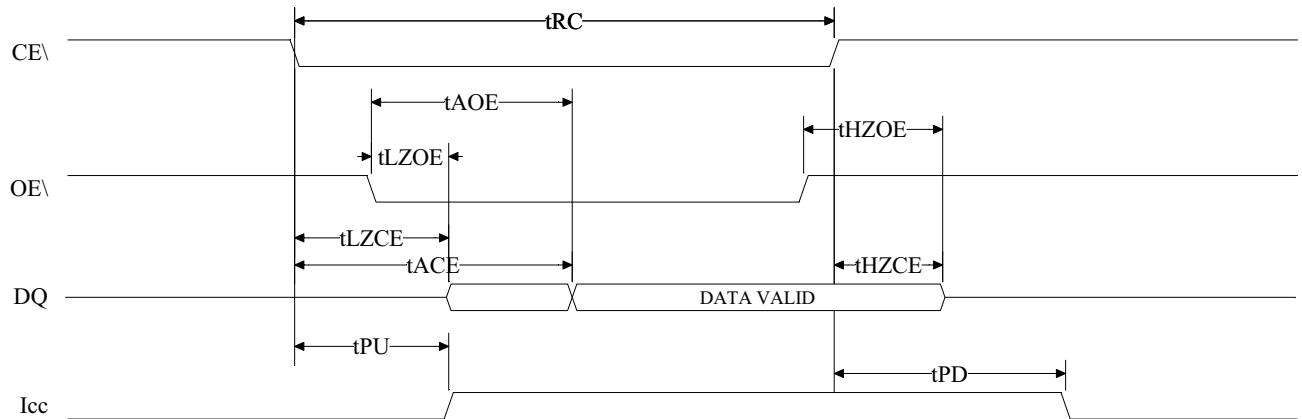 tRC
CE\
tAOE
tHZOE
tLZOE
OE\
tLZCE
tACE
tHZCE
DQ
DATA VALID
tPU
tPD
Icc